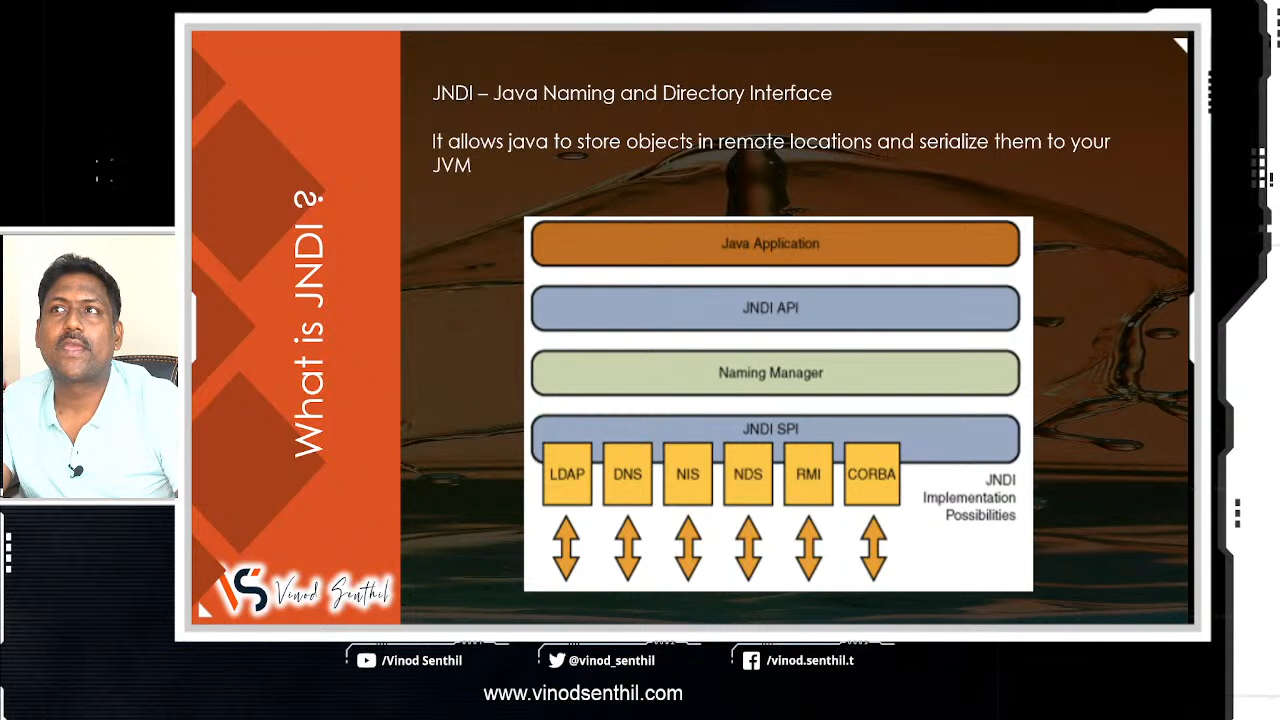 What is JNDI ?
JNDI – Java Naming and Directory Interface
It allows java to store objects in remote locations and serialize them to your
JVM
Java Application
JNDI API
Naming Manager
JNDI SPI
LDAP DNS NIS NDS RMI CORBA
JNDI
Implementation
Possibilities
VS Vinod Senthil
/Vinod Senthil @vinod_senthil /vinod.senthil.t
www.vinodsenthil.com